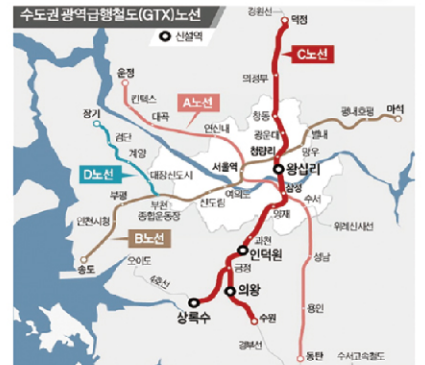 수도권 광역급행철도(GTX)노선
신설역
경원선
덕정
C노선
의정부
운정
킨텍스
A노선
대곡
장기
창동
평내호평
마석
연신내
광운대
별내
검단
청량리
망우
계양
서울역
왕십리
D노선
대장신도시
삼성
부평
부천
종합운동장
여의도
수서
인천시청
신도림
양재
위례신사선
B노선
과천
송도
오이도
인덕원
성남
수인선
금정
의왕
상록수
용인
수원
경부선
동탄
수서고속철도